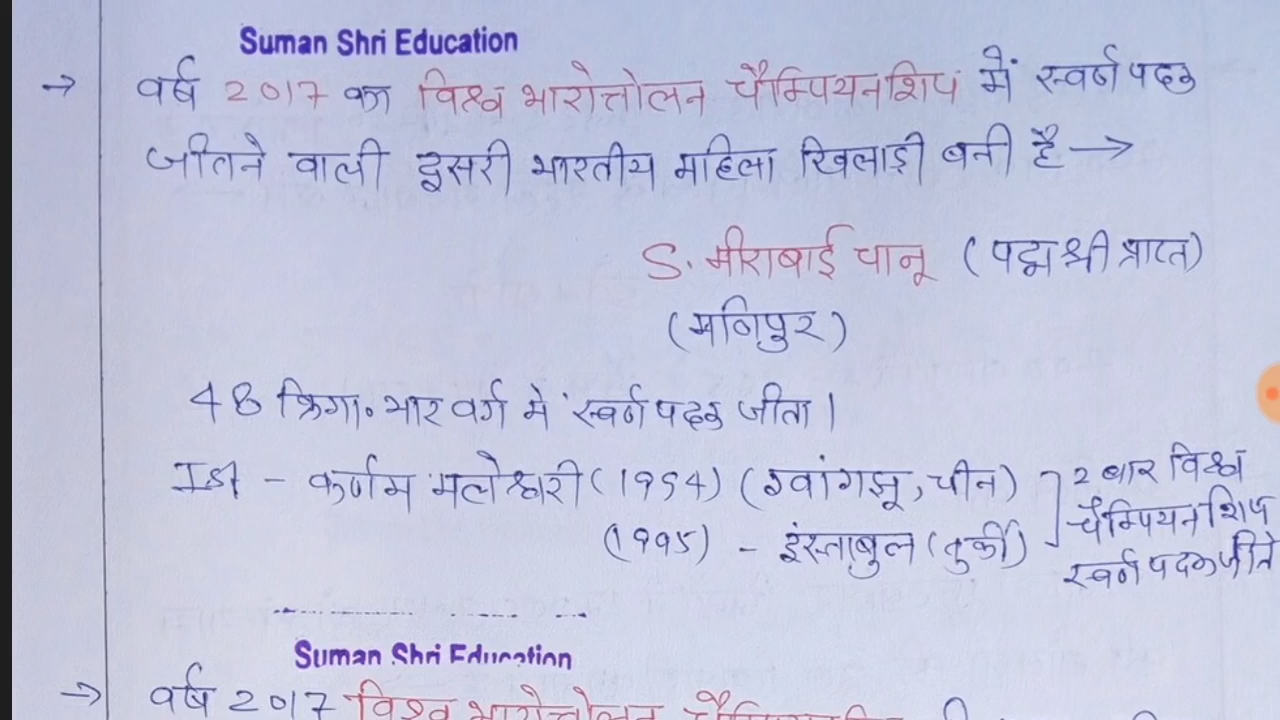 Suman Shri Education
→ वर्ष 2017 का विश्व भारोत्तोलन चैम्पियनशिप में स्वर्ण पदक
जीतने वाली दूसरी भारतीय महिला खिलाड़ी बनी है →
S. मीराबाई चानू (पद्मश्री प्राप्त)
(मणिपुर)
48 किग्रा. भार वर्ग में स्वर्ण पदक जीता।
Ist - कर्णम मलेश्वरी (1994) (ग्वांगझू, चीन) ] 2 बार विश्व
(1995) - इंस्ताबुल (तुर्की) चैम्पियनशिप
स्वर्ण पदक जीते
Suman Shri Education
→ वर्ष 2017 विश्व भारोत्तोलन चैम्पियनशिप